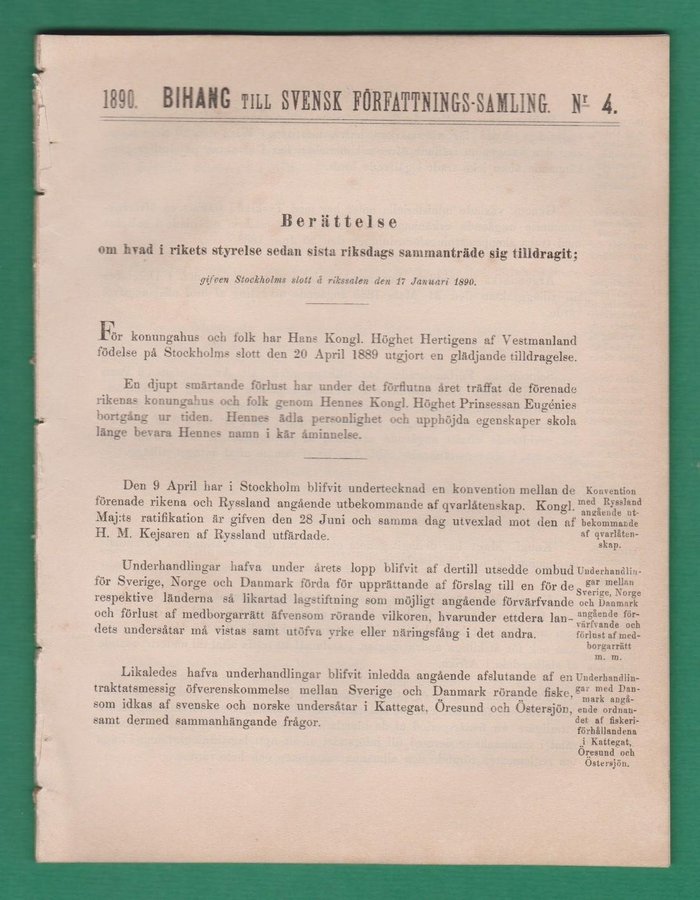 1890. BIHANG TILL SVENSK FÖRFATTNINGS-SAMLING. Nr 4.
Berättelse
om hvad i rikets styrelse sedan sista riksdags sammanträde sig tilldragit;
gifven Stockholms slott å rikssalen den 17 Januari 1890.
För konungahus och folk har Hans Kongl. Höghet Hertigens af Vestmanland
födelse på Stockholms slott den 20 April 1889 utgjort en glädjande tilldragelse.
En djupt smärtande förlust har under det förflutna året träffat de förenade
rikenas konungahus och folk genom Hennes Kongl. Höghet Prinsessan Eugénies
bortgång ur tiden. Hennes ädla personlighet och upphöjda egenskaper skola
länge bevara Hennes namn i kär åminnelse.
Den 9 April har i Stockholm blifvit undertecknad en konvention mellan de
förenade rikena och Ryssland angående utbekommande af qvarlåtenskap. Kongl.
Maj:ts ratifikation är gifven den 28 Juni och samma dag utvexlad mot den af
H. M. Kejsaren af Ryssland utfärdade.
Konvention
med Ryssland
angående ut-
bekommande
af qvarlåten-
skap.
Underhandlingar hafva under årets lopp blifvit af dertill utsedde ombud
för Sverige, Norge och Danmark förda för upprättande af förslag till en för de
respektive länderna så likartad lagstiftning som möjligt angående förvärfvande
och förlust af medborgarrätt äfvensom rörande vilkoren, hvarunder ettdera lan-
dets undersåtar må vistas samt utöfva yrke eller näringsfång i det andra.
Underhandlin-
gar mellan
Sverige, Norge
och Danmark
angående för-
värfvande och
förlust af med-
borgarrätt
m. m.
Likaledes hafva underhandlingar blifvit inledda angående afslutande af en
traktatsmessig öfverenskommelse mellan Sverige och Danmark rörande fiske,
som idkas af svenske och norske undersåtar i Kattegat, Öresund och Östersjön,
samt dermed sammanhängande frågor.
Underhandlin-
gar med Dan-
mark angå-
ende ordnan-
det af fiskeri-
förhållandena
i Kattegat,
Öresund och
Östersjön.